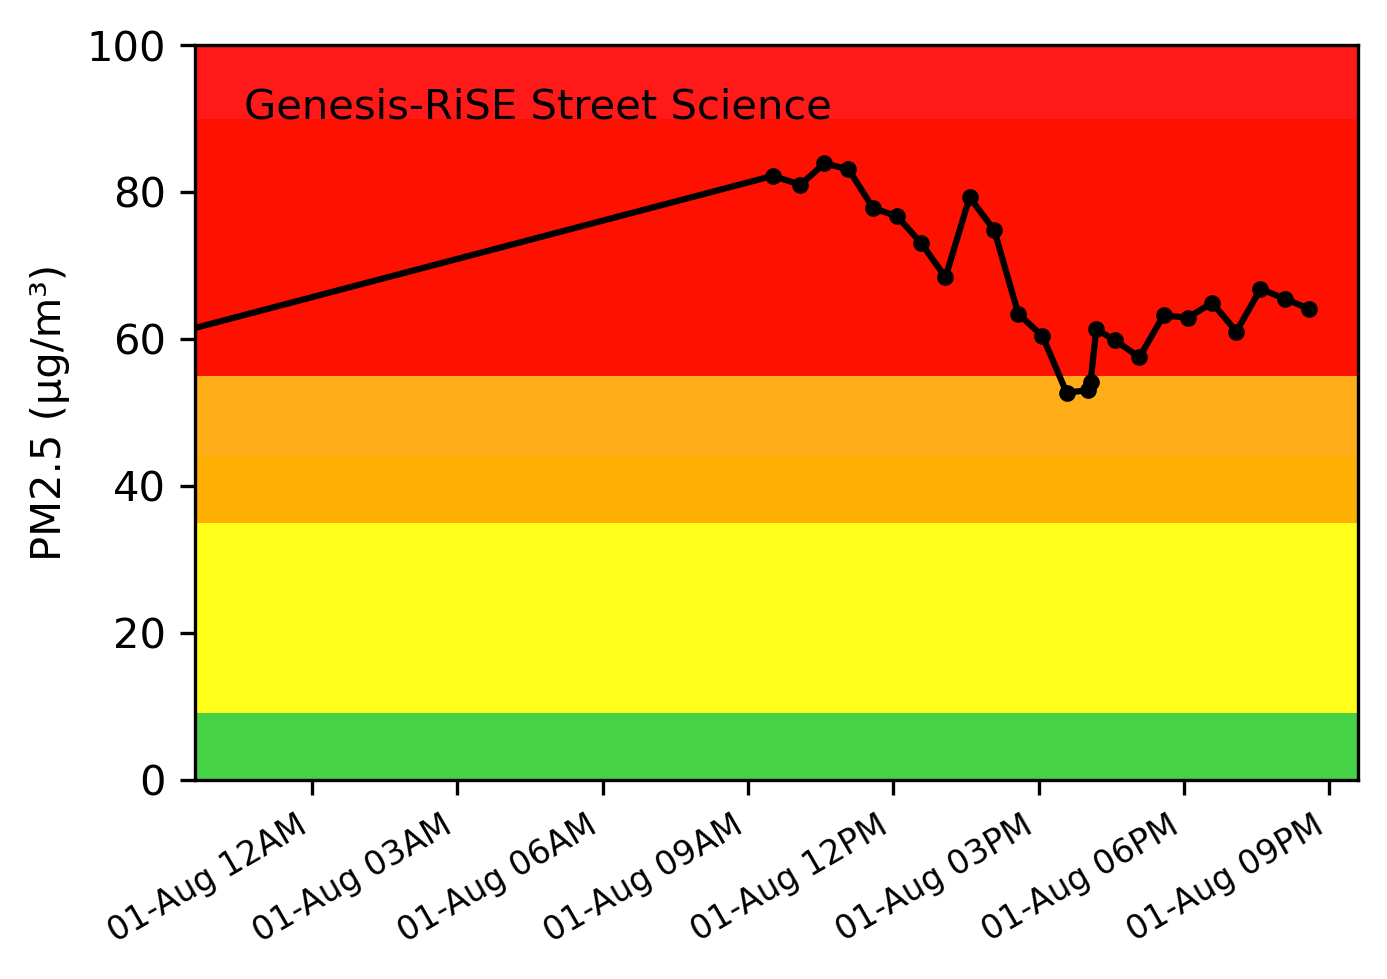 Genesis-RiSE Street Science
PM2.5 (μg/m³)
100
80
60
40
20
0
01-Aug 12AM
01-Aug 03AM
01-Aug 06AM
01-Aug 09AM
01-Aug 12PM
01-Aug 03PM
01-Aug 06PM
01-Aug 09PM